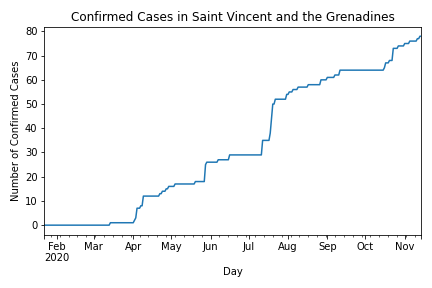 Confirmed Cases in Saint Vincent and the Grenadines
80
70
60
50
40
30
20
10
0
Number of Confirmed Cases
Feb Mar Apr May Jun Jul Aug Sep Oct Nov
2020
Day